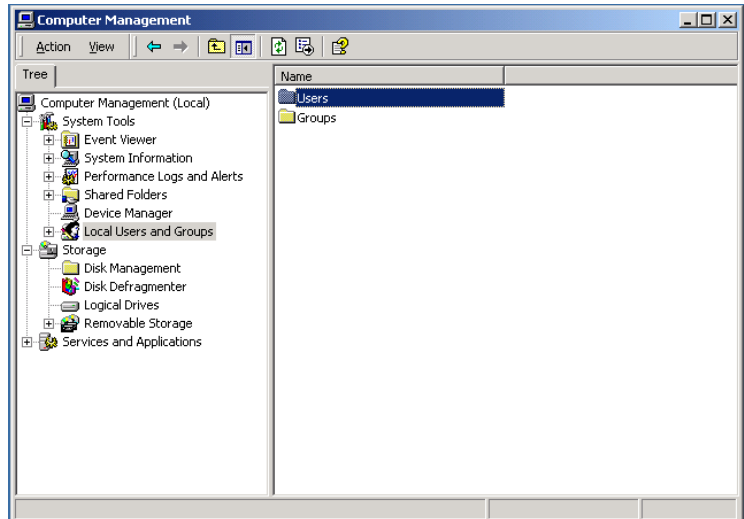 Computer Management
Action View
Tree
Name
Computer Management (Local)
System Tools
Event Viewer
System Information
Performance Logs and Alerts
Shared Folders
Device Manager
Local Users and Groups
Storage
Disk Management
Disk Defragmenter
Logical Drives
Removable Storage
Services and Applications
Users
Groups